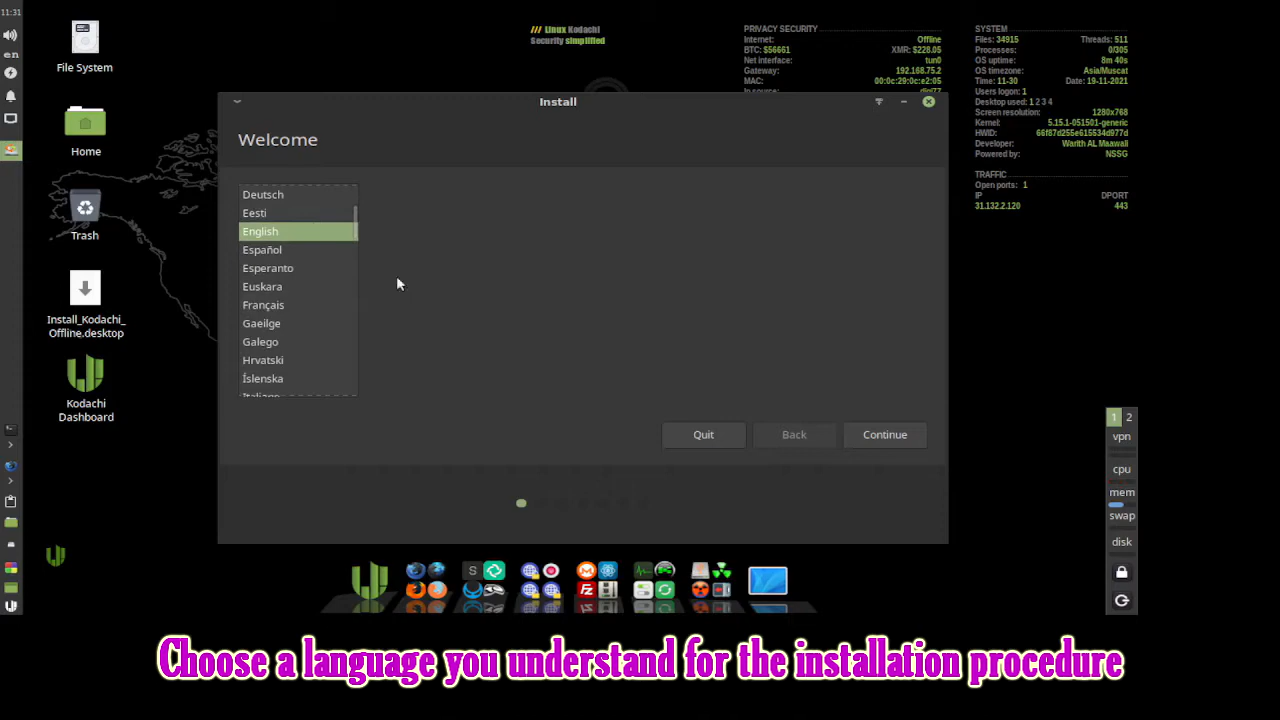 11:31
en
File System
Home
Trash
Install_Kodachi_
Offline.desktop
Kodachi
Dashboard
/// Linux Kodachi
Security simplified
PRIVACY SECURITY
Internet: Offline
BTC: $56661 XMR: $228.05
Net interface: tun0
Gateway: 192.168.75.2
MAC: 00:0c:29:0c:e2:05
SYSTEM
Files: 34915 Threads: 511
Processes: 0/305
OS uptime: 8m 40s
OS timezone: Asia/Muscat
Time: 11-30 Date: 19-11-2021
Users logon: 1
Desktop used: 1 2 3 4
Screen resolution: 1280x768
Kernel: 5.15.1-051501-generic
HWID: 66f87d255e615534d977d
Developer: Warith AL Maawali
Powered by: NSSG
TRAFFIC
Open ports: 1
IP DPORT
31.132.2.120 443
Install
Welcome
Deutsch
Eesti
English
Español
Esperanto
Euskara
Français
Gaeilge
Galego
Hrvatski
Íslenska
Italiano
Quit Back Continue
1 2
vpn
cpu
mem
swap
disk
Choose a language you understand for the installation procedure